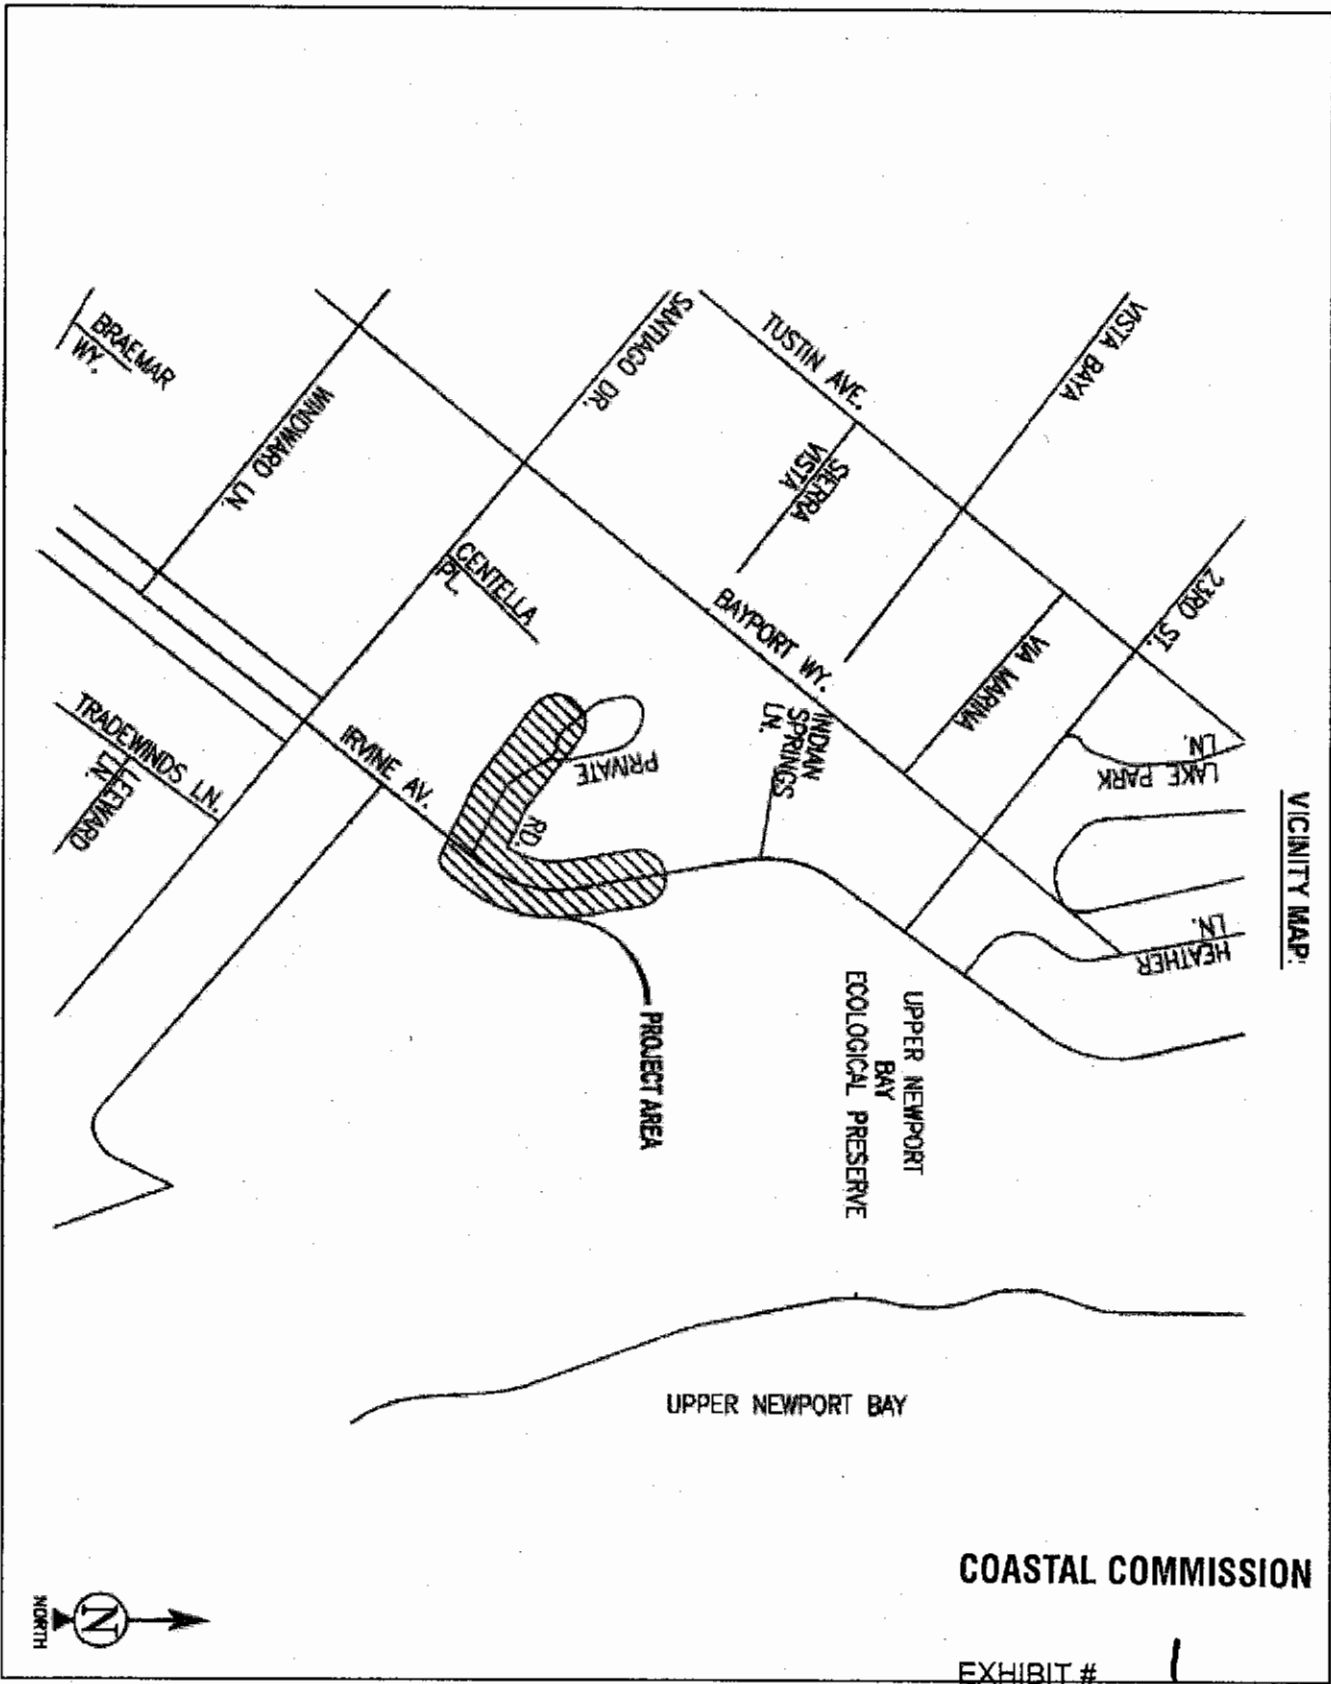 VICINITY MAP:
BRAEMAR
WY.
WINDWARD LN.
SANTIAGO DR.
TUSTIN AVE.
VISTA BAYA
SIERRA
VISTA
CENTELLA
PL.
BAYPORT WY.
23RD ST.
VIA MARINA
INDIAN
SPRINGS
LN.
LAKE PARK
LN.
HEATHER
LN.
TRADEWINDS LN.
LEEWARD
LN.
IRVINE AV.
PRIVATE
RD.
PROJECT AREA
UPPER NEWPORT
BAY
ECOLOGICAL PRESERVE
UPPER NEWPORT BAY
N
NORTH
COASTAL COMMISSION
EXHIBIT # 1